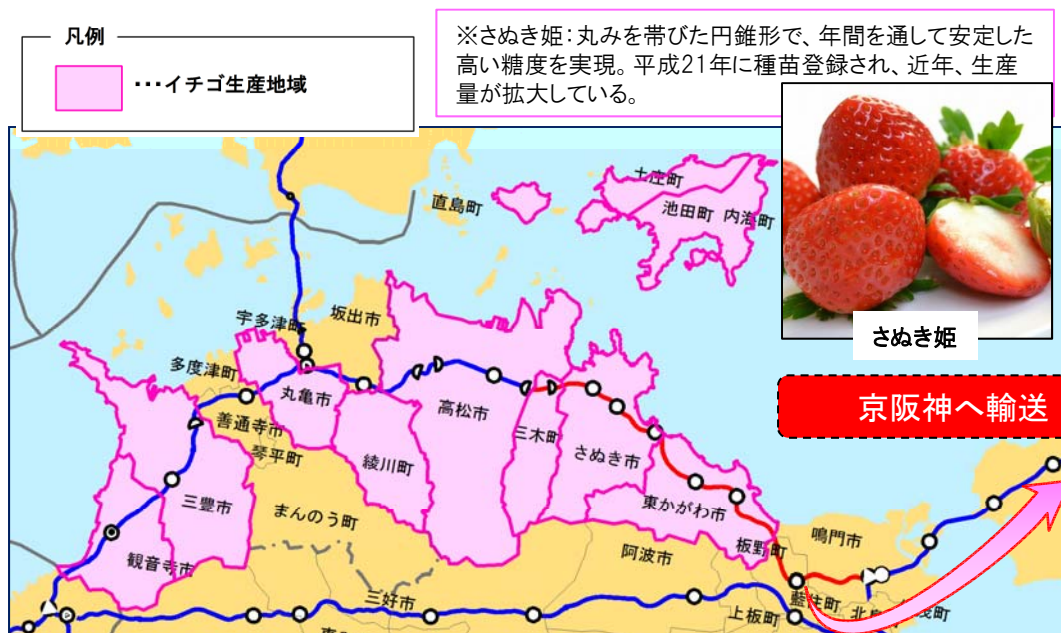 凡例
・・・イチゴ生産地域
※さぬき姫：丸みを帯びた円錐形で、年間を通して安定した
高い糖度を実現。平成21年に種苗登録され、近年、生産
量が拡大している。
土庄町
直島町
池田町
内海町
さぬき姫
坂出市
宇多津町
多度津町
丸亀市
高松市
京阪神へ輸送
善通寺市
琴平町
綾川町
三木町
さぬき市
三豊市
まんのう町
東かがわ市
観音寺市
阿波市
板野町
鳴門市
三好市
上板町
藍住町